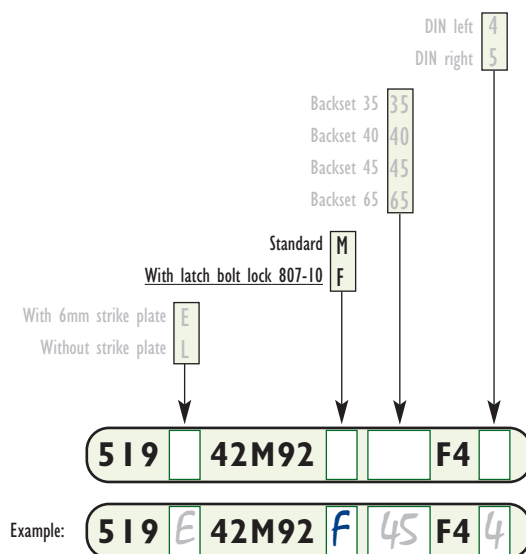 DIN left 4
DIN right 5
Backset 35 35
Backset 40 40
Backset 45 45
Backset 65 65
Standard M
With latch bolt lock 807-10 F
With 6mm strike plate E
Without strike plate L
519 42M92 F4
Example: 519 E 42M92 F 45 F4 4